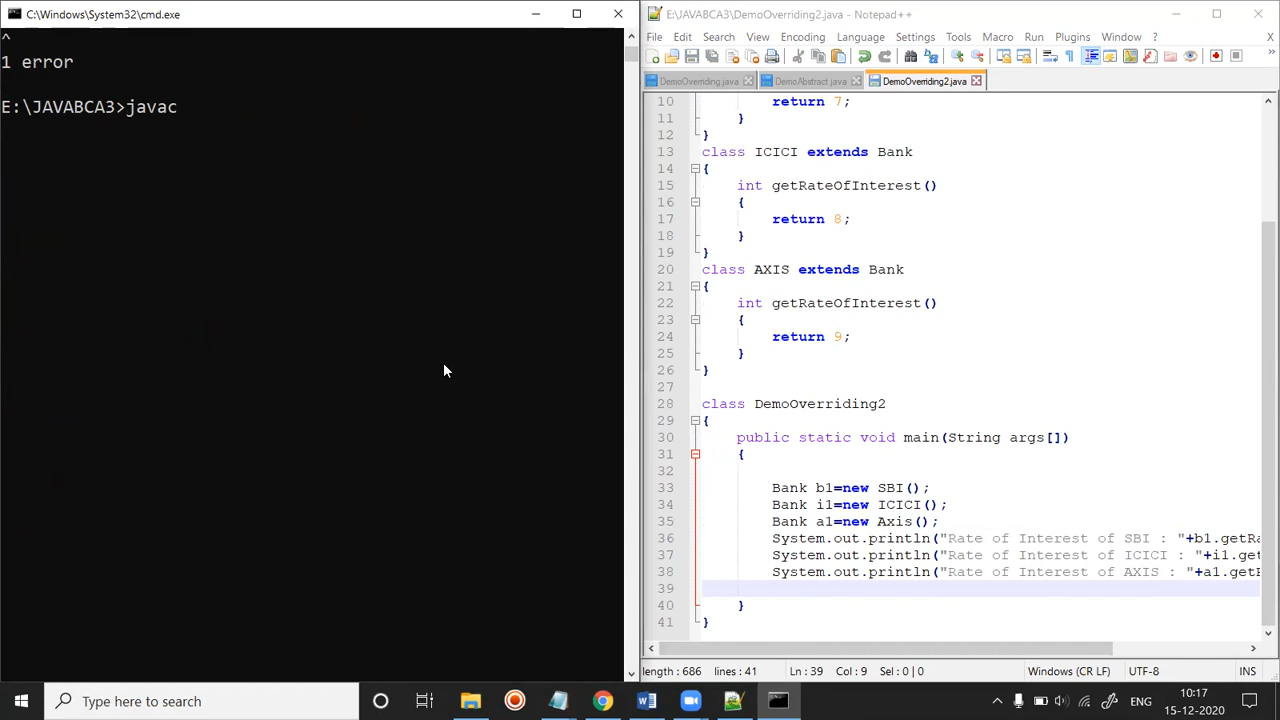 C:\Windows\System32\cmd.exe
^
1 error
E:\JAVABCA3>javac
E:\JAVABCA3\DemoOverriding2.java - Notepad++
File Edit Search View Encoding Language Settings Tools Macro Run Plugins Window ? X
DemoOverriding.java DemoAbstract.java DemoOverriding2.java
10 return 7;
11 }
12 }
13 class ICICI extends Bank
14 {
15 int getRateOfInterest()
16 {
17 return 8;
18 }
19 }
20 class AXIS extends Bank
21 {
22 int getRateOfInterest()
23 {
24 return 9;
25 }
26 }
27
28 class DemoOverriding2
29 {
30 public static void main(String args[])
31 {
32
33 Bank b1=new SBI();
34 Bank i1=new ICICI();
35 Bank a1=new Axis();
36 System.out.println("Rate of Interest of SBI : "+b1.getRa
37 System.out.println("Rate of Interest of ICICI : "+i1.get
38 System.out.println("Rate of Interest of AXIS : "+a1.get
39
40 }
41 }
length : 686 lines : 41 Ln : 39 Col : 9 Sel : 0 | 0 Windows (CR LF) UTF-8 INS
Type here to search
ENG
10:17
15-12-2020